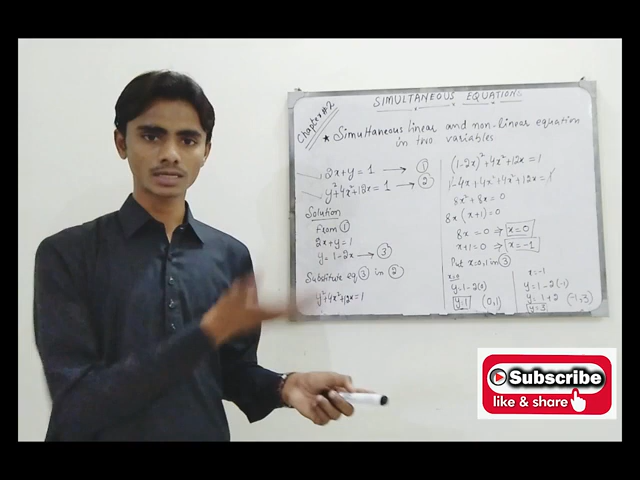 SIMULTANEOUS EQUATIONS
Chapter#2
* Simultaneous linear and non-linear equation
in two variables
2x+y=1 → ①
y²+4x²+12x=1 → ②
Solution
From ①
2x+y=1
y=1-2x → ③
Substitute eq ③ in ②
y²+4x²+12x=1
(1-2x)²+4x²+12x=1
1-4x+4x²+4x²+12x=1
8x²+8x=0
8x(x+1)=0
8x=0 ⇒ x=0
x+1=0 ⇒ x=-1
Put x=0,1 in ③
x=0
y=1-2(0)
y=1 (0,1)
x=-1
y=1-2(-1)
y=1+2 (-1,3)
y=3
Subscribe
like & share